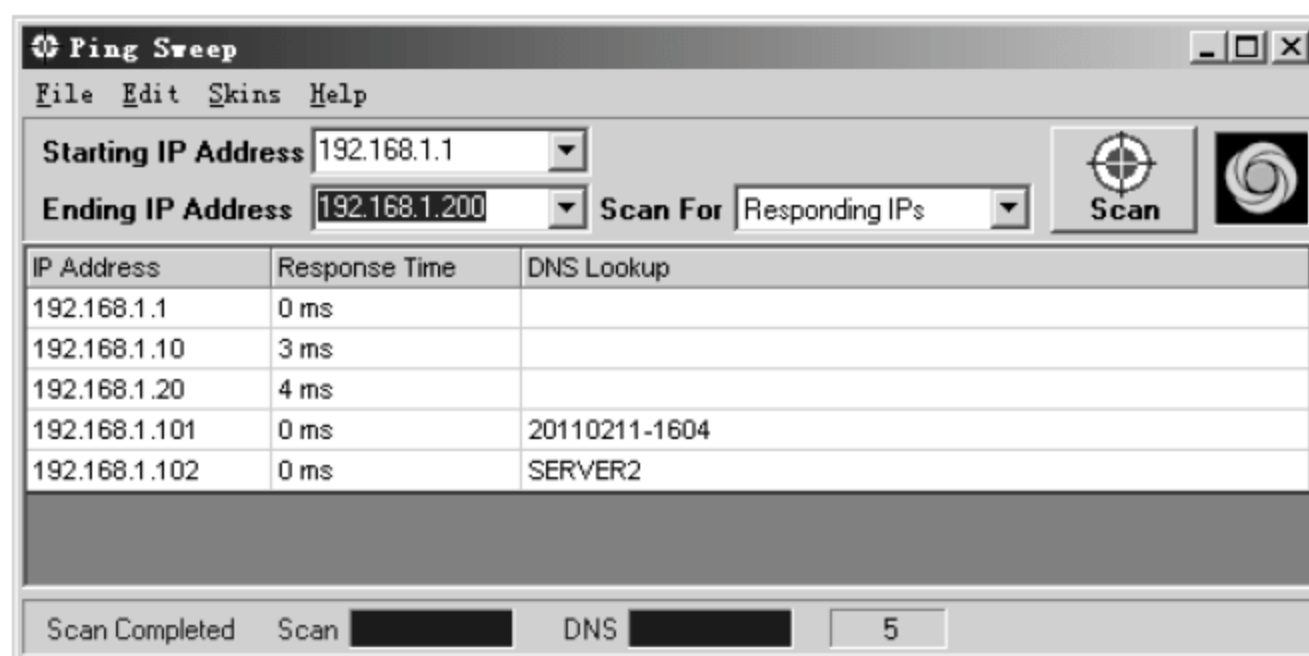 Ping Sweep
File Edit Skins Help
Starting IP Address 192.168.1.1
Ending IP Address 192.168.1.200 Scan For Responding IPs Scan
IP Address Response Time DNS Lookup
192.168.1.1 0 ms
192.168.1.10 3 ms
192.168.1.20 4 ms
192.168.1.101 0 ms 20110211-1604
192.168.1.102 0 ms SERVER2
Scan Completed Scan DNS 5